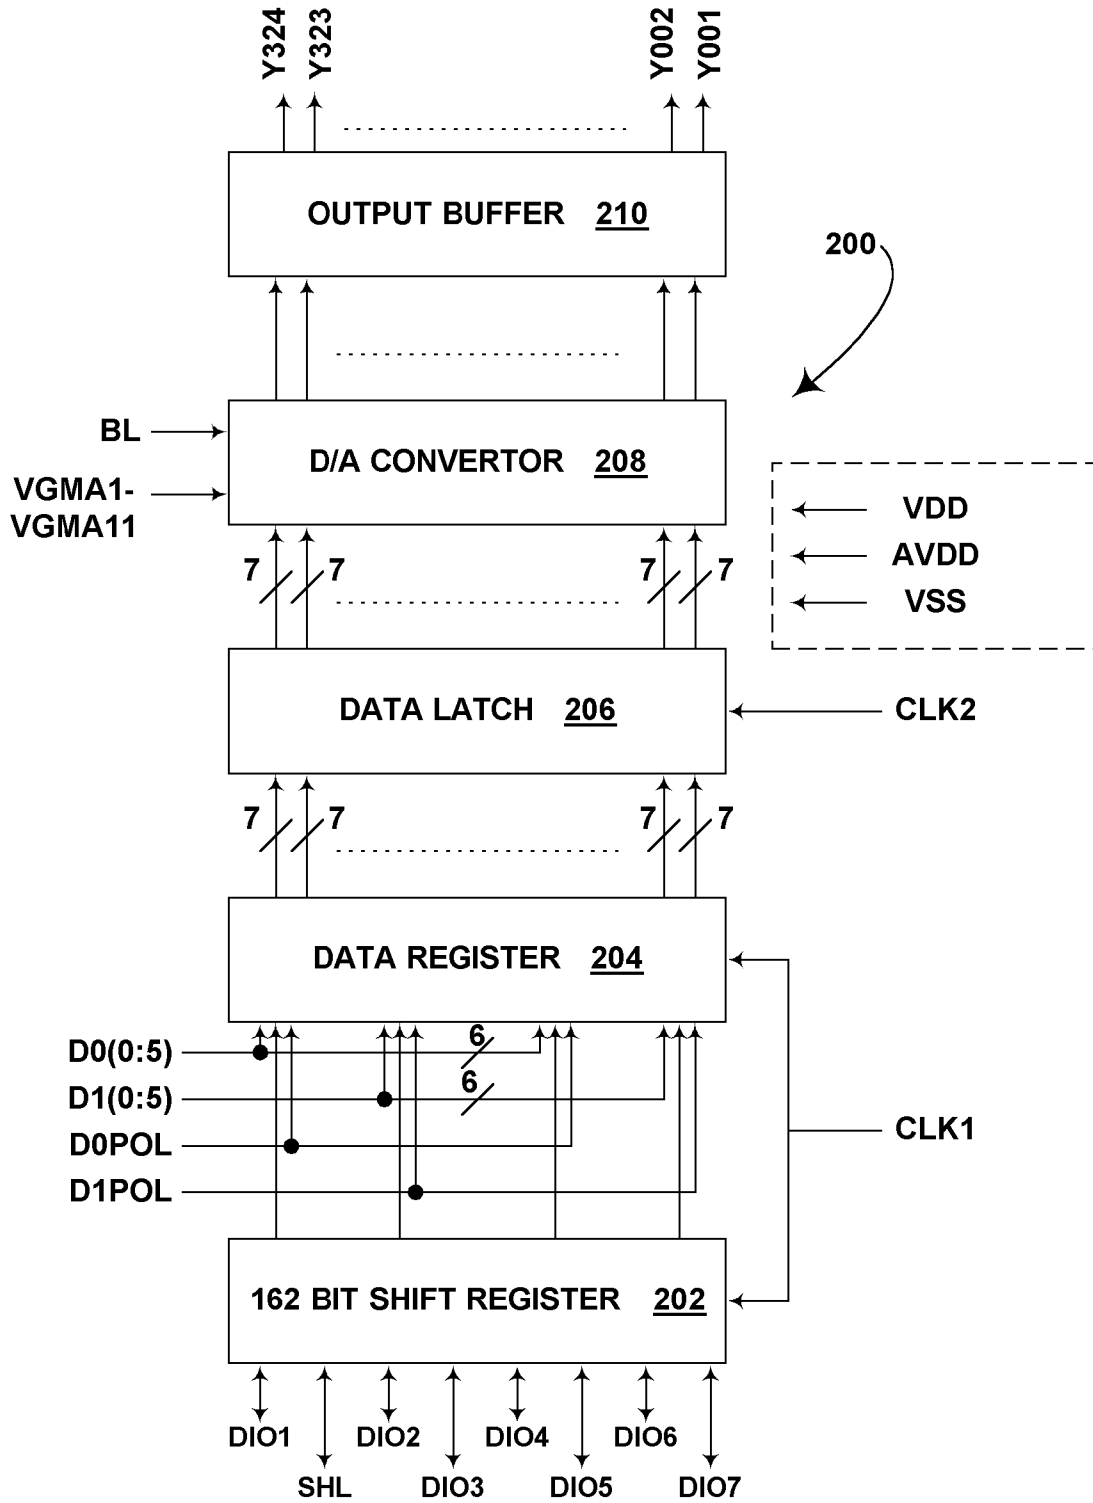 Y324 Y323 Y002 Y001
OUTPUT BUFFER 210
200
BL
D/A CONVERTOR 208
VGMA1-
VGMA11
VDD
AVDD
VSS
7 7 7 7
DATA LATCH 206
CLK2
7 7 7 7
DATA REGISTER 204
D0(0:5) 6
D1(0:5) 6
D0POL
CLK1
D1POL
162 BIT SHIFT REGISTER 202
DIO1 DIO2 DIO4 DIO6
SHL DIO3 DIO5 DIO7